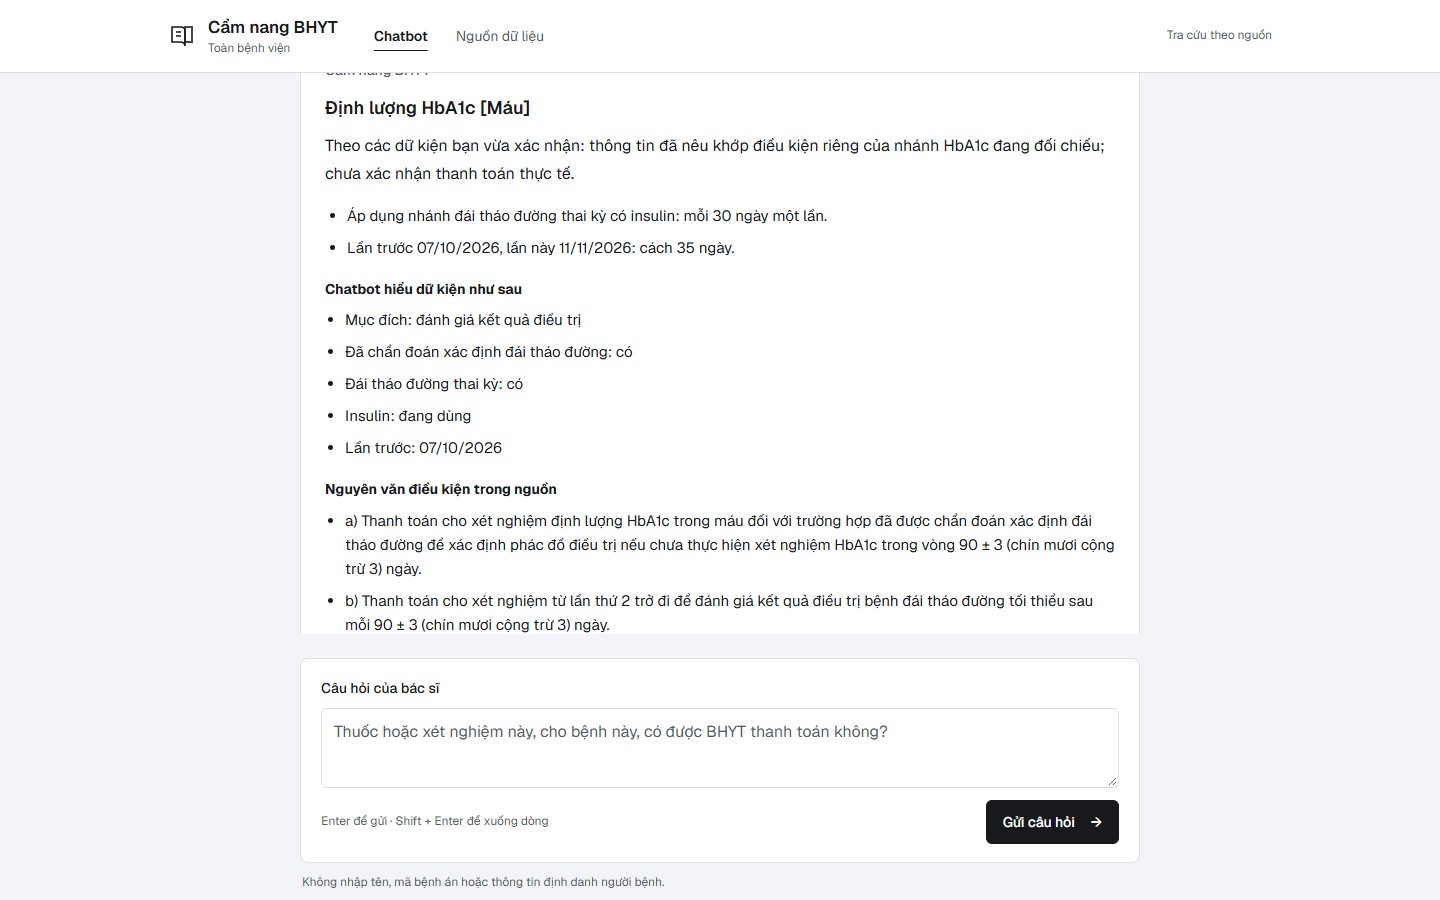 Cẩm nang BHYT
Toàn bệnh viện
Chatbot
Nguồn dữ liệu
Tra cứu theo nguồn
Cẩm nang BHYT
Định lượng HbA1c [Máu]
Theo các dữ kiện bạn vừa xác nhận: thông tin đã nêu khớp điều kiện riêng của nhánh HbA1c đang đối chiếu;
chưa xác nhận thanh toán thực tế.
• Áp dụng nhánh đái tháo đường thai kỳ có insulin: mỗi 30 ngày một lần.
• Lần trước 07/10/2026, lần này 11/11/2026: cách 35 ngày.
Chatbot hiểu dữ kiện như sau
• Mục đích: đánh giá kết quả điều trị
• Đã chẩn đoán xác định đái tháo đường: có
• Đái tháo đường thai kỳ: có
• Insulin: đang dùng
• Lần trước: 07/10/2026
Nguyên văn điều kiện trong nguồn
• a) Thanh toán cho xét nghiệm định lượng HbA1c trong máu đối với trường hợp đã được chẩn đoán xác định đái
tháo đường để xác định phác đồ điều trị nếu chưa thực hiện xét nghiệm HbA1c trong vòng 90 ± 3 (chín mươi cộng
trừ 3) ngày.
• b) Thanh toán cho xét nghiệm từ lần thứ 2 trở đi để đánh giá kết quả điều trị bệnh đái tháo đường tối thiểu sau
mỗi 90 ± 3 (chín mươi cộng trừ 3) ngày.
Câu hỏi của bác sĩ
Thuốc hoặc xét nghiệm này, cho bệnh này, có được BHYT thanh toán không?
Enter để gửi · Shift + Enter để xuống dòng
Gửi câu hỏi →
Không nhập tên, mã bệnh án hoặc thông tin định danh người bệnh.